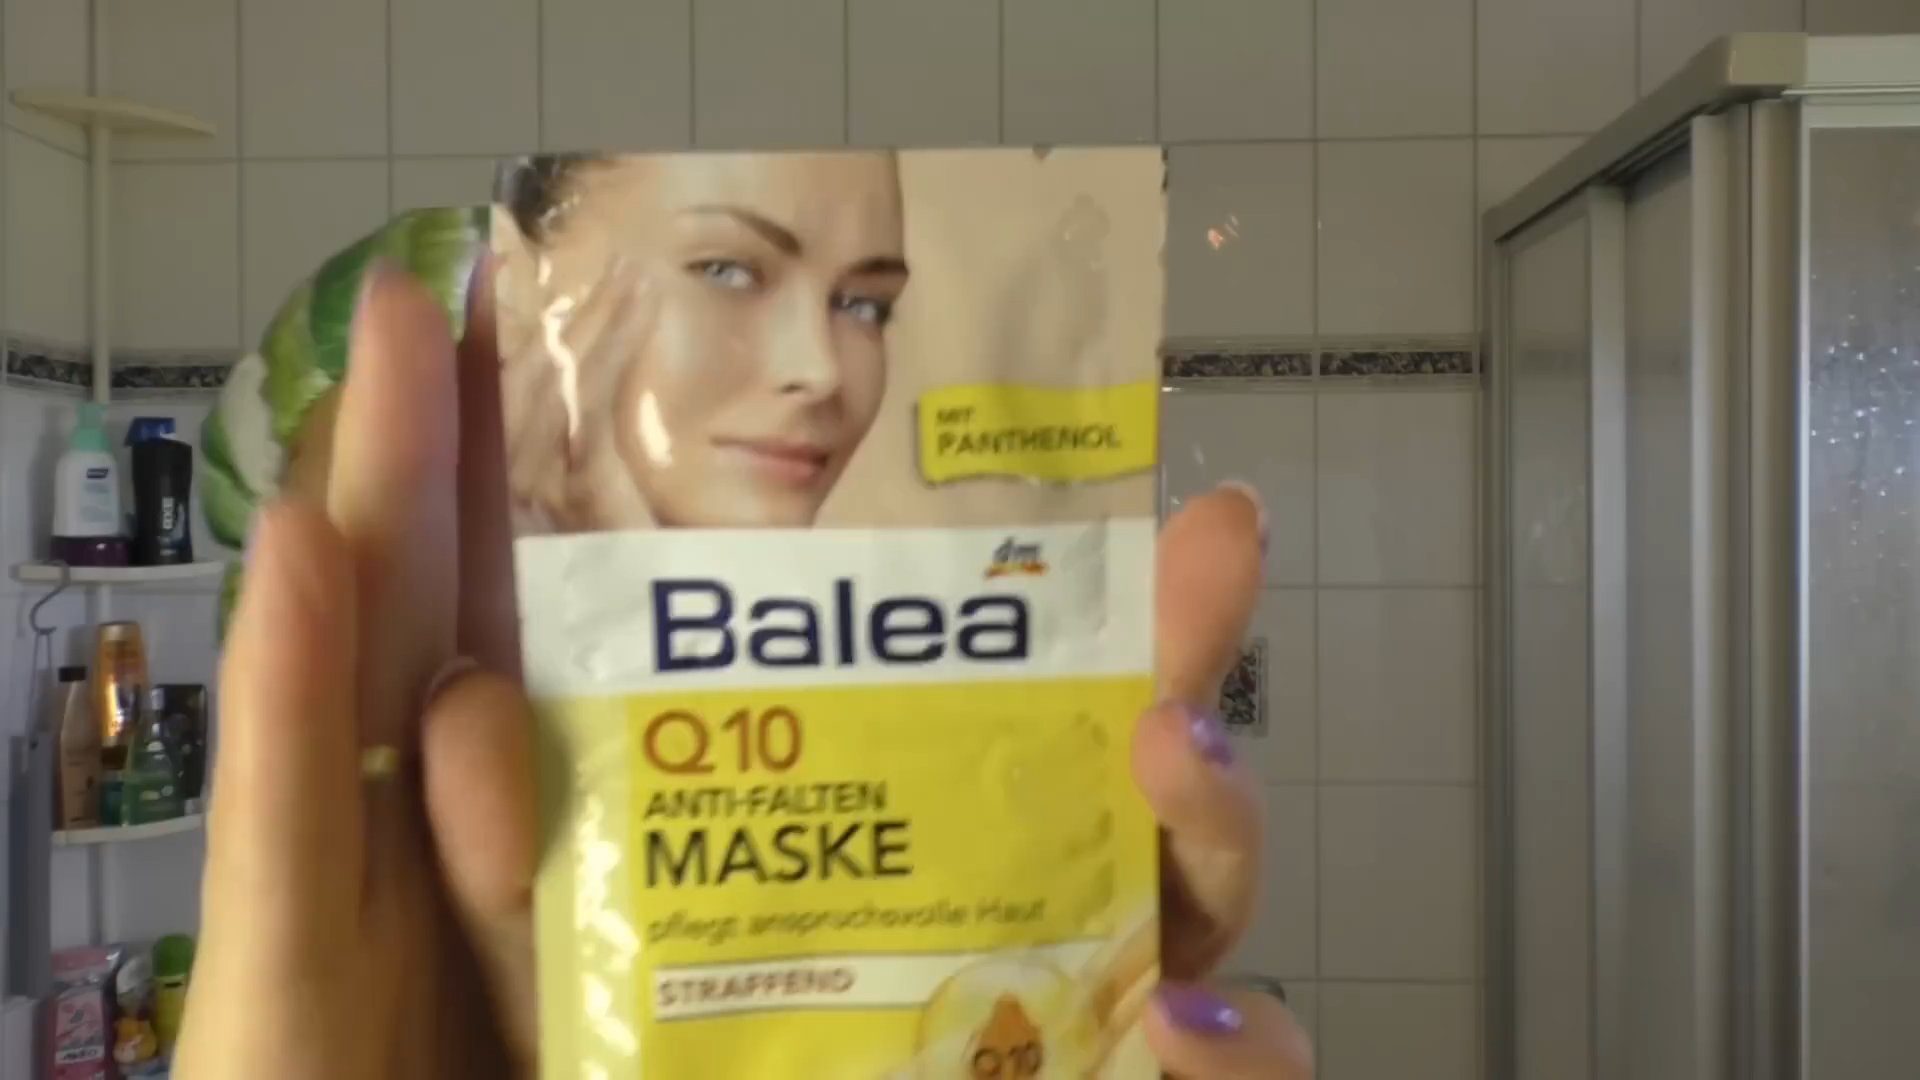 MIT
PANTHENOL
dm
Balea
Q10
ANTI-FALTEN
MASKE
pflegt anspruchsvolle Haut
STRAFFEND
Q10